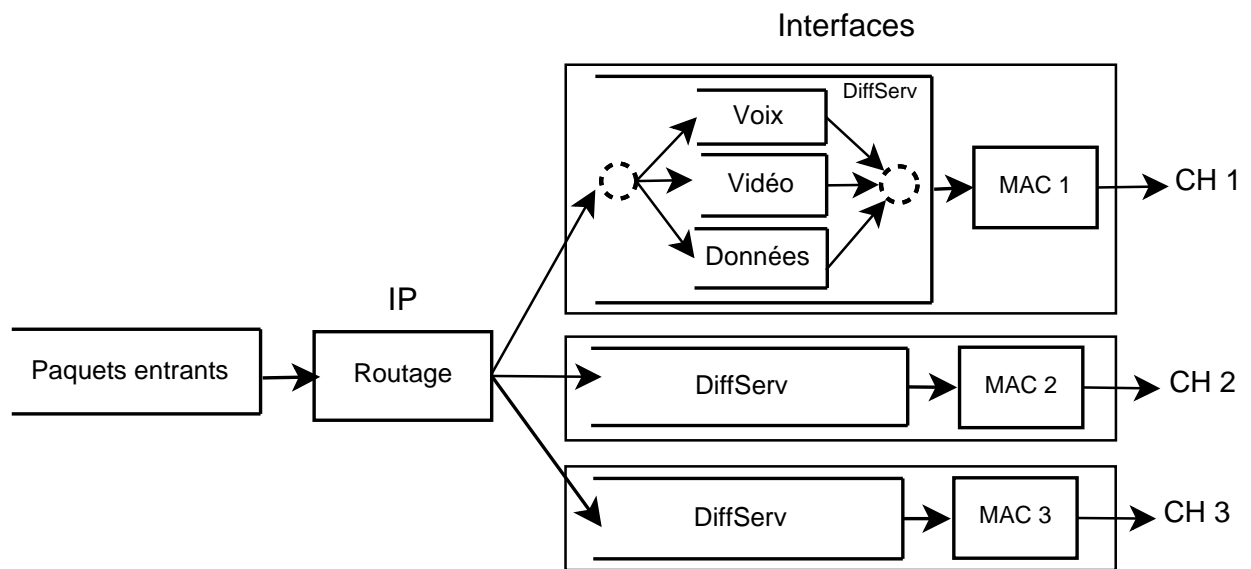 Interfaces
DiffServ
Voix
Vidéo
Données
MAC 1
CH 1
IP
Paquets entrants
Routage
DiffServ
MAC 2
CH 2
DiffServ
MAC 3
CH 3